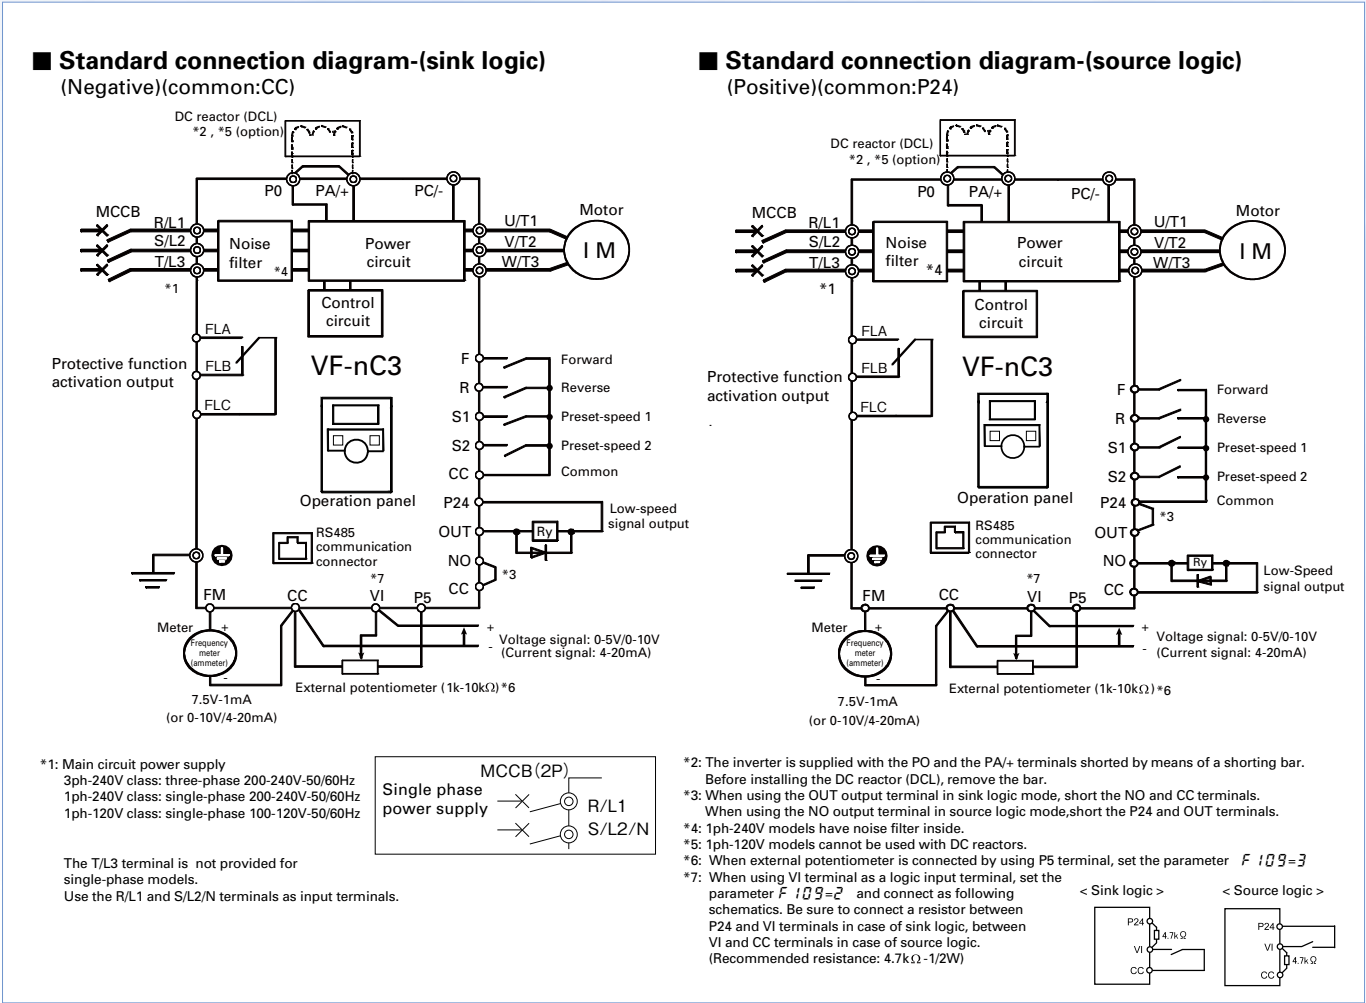 ■ Standard connection diagram-(sink logic)
(Negative)(common:CC)
DC reactor (DCL)
*2 , *5 (option)
P0
PA/+
PC/-
MCCB
R/L1
S/L2
T/L3
*1
Noise
filter
*4
Power
circuit
Control
circuit
U/T1
V/T2
W/T3
Motor
I M
FLA
FLB
FLC
Protective function
activation output
VF-nC3
Operation panel
RS485
communication
connector
F
Forward
R
Reverse
S1
Preset-speed 1
S2
Preset-speed 2
CC
Common
P24
OUT
Ry
Low-speed
signal output
NO
CC
*3
FM
CC
*7
VI
P5
Meter
+
Frequency
meter
(ammeter)
-
7.5V-1mA
(or 0-10V/4-20mA)
+
-
Voltage signal: 0-5V/0-10V
(Current signal: 4-20mA)
External potentiometer (1k-10kΩ)*6
■ Standard connection diagram-(source logic)
(Positive)(common:P24)
DC reactor (DCL)
*2 , *5 (option)
P0
PA/+
PC/-
MCCB
R/L1
S/L2
T/L3
*1
Noise
filter
*4
Power
circuit
Control
circuit
U/T1
V/T2
W/T3
Motor
I M
FLA
FLB
FLC
Protective function
activation output
VF-nC3
Operation panel
RS485
communication
connector
F
Forward
R
Reverse
S1
Preset-speed 1
S2
Preset-speed 2
P24
Common
*3
OUT
NO
Ry
CC
Low-Speed
signal output
FM
CC
*7
VI
P5
Meter
+
Frequency
meter
(ammeter)
-
7.5V-1mA
(or 0-10V/4-20mA)
+
-
Voltage signal: 0-5V/0-10V
(Current signal: 4-20mA)
External potentiometer (1k-10kΩ)*6
*1: Main circuit power supply
3ph-240V class: three-phase 200-240V-50/60Hz
1ph-240V class: single-phase 200-240V-50/60Hz
1ph-120V class: single-phase 100-120V-50/60Hz
The T/L3 terminal is not provided for
single-phase models.
Use the R/L1 and S/L2/N terminals as input terminals.
Single phase
power supply
MCCB(2P)
R/L1
S/L2/N
*2: The inverter is supplied with the PO and the PA/+ terminals shorted by means of a shorting bar.
Before installing the DC reactor (DCL), remove the bar.
*3: When using the OUT output terminal in sink logic mode, short the NO and CC terminals.
When using the NO output terminal in source logic mode,short the P24 and OUT terminals.
*4: 1ph-240V models have noise filter inside.
*5: 1ph-120V models cannot be used with DC reactors.
*6: When external potentiometer is connected by using P5 terminal, set the parameter F 109=3
*7: When using VI terminal as a logic input terminal, set the
parameter F 109=2 and connect as following
schematics. Be sure to connect a resistor between
P24 and VI terminals in case of sink logic, between
VI and CC terminals in case of source logic.
(Recommended resistance: 4.7kΩ-1/2W)
< Sink logic >
P24
4.7kΩ
VI
CC
< Source logic >
P24
VI
4.7kΩ
CC